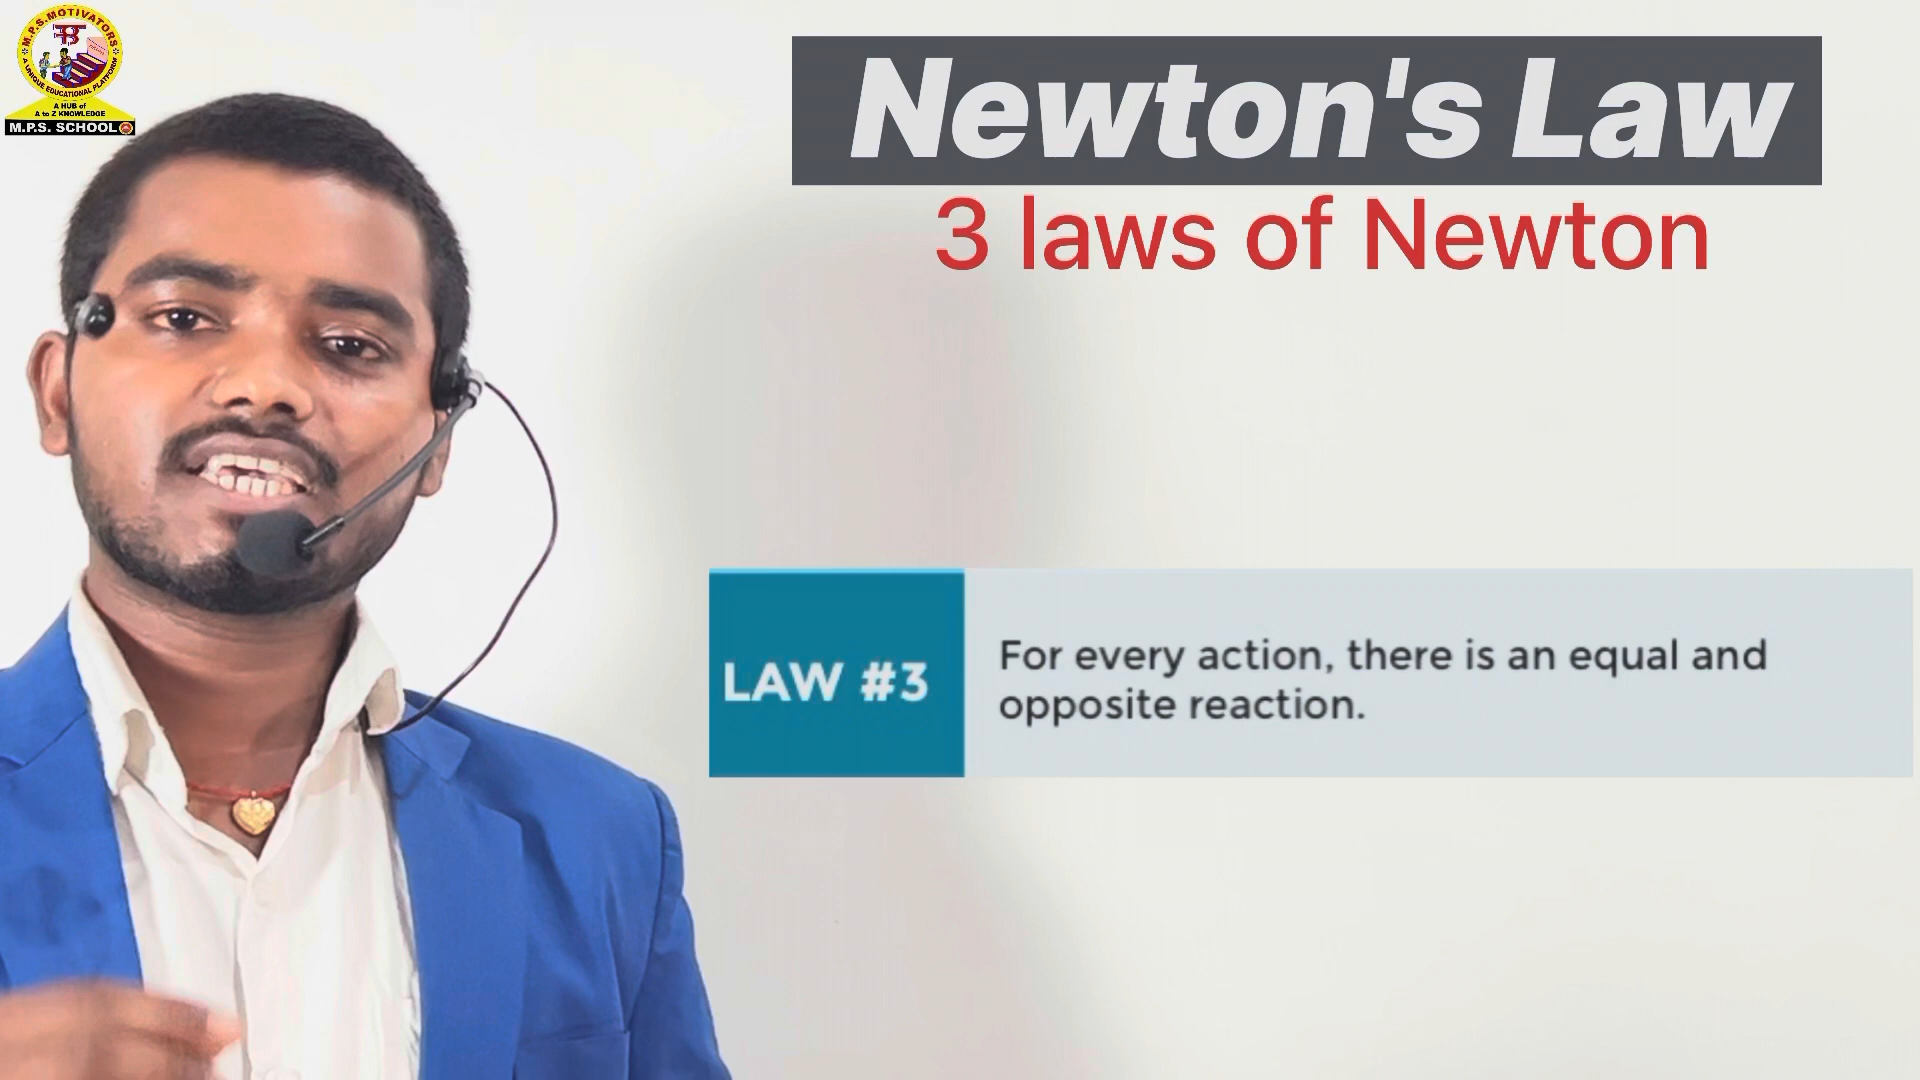 M.P.S.MOTIVATORS
A UNIQUE EDUCATIONAL PLATFORM
A HUB of
A to Z KNOWLEDGE
M.P.S. SCHOOL
Newton's Law
3 laws of Newton
LAW #3
For every action, there is an equal and
opposite reaction.